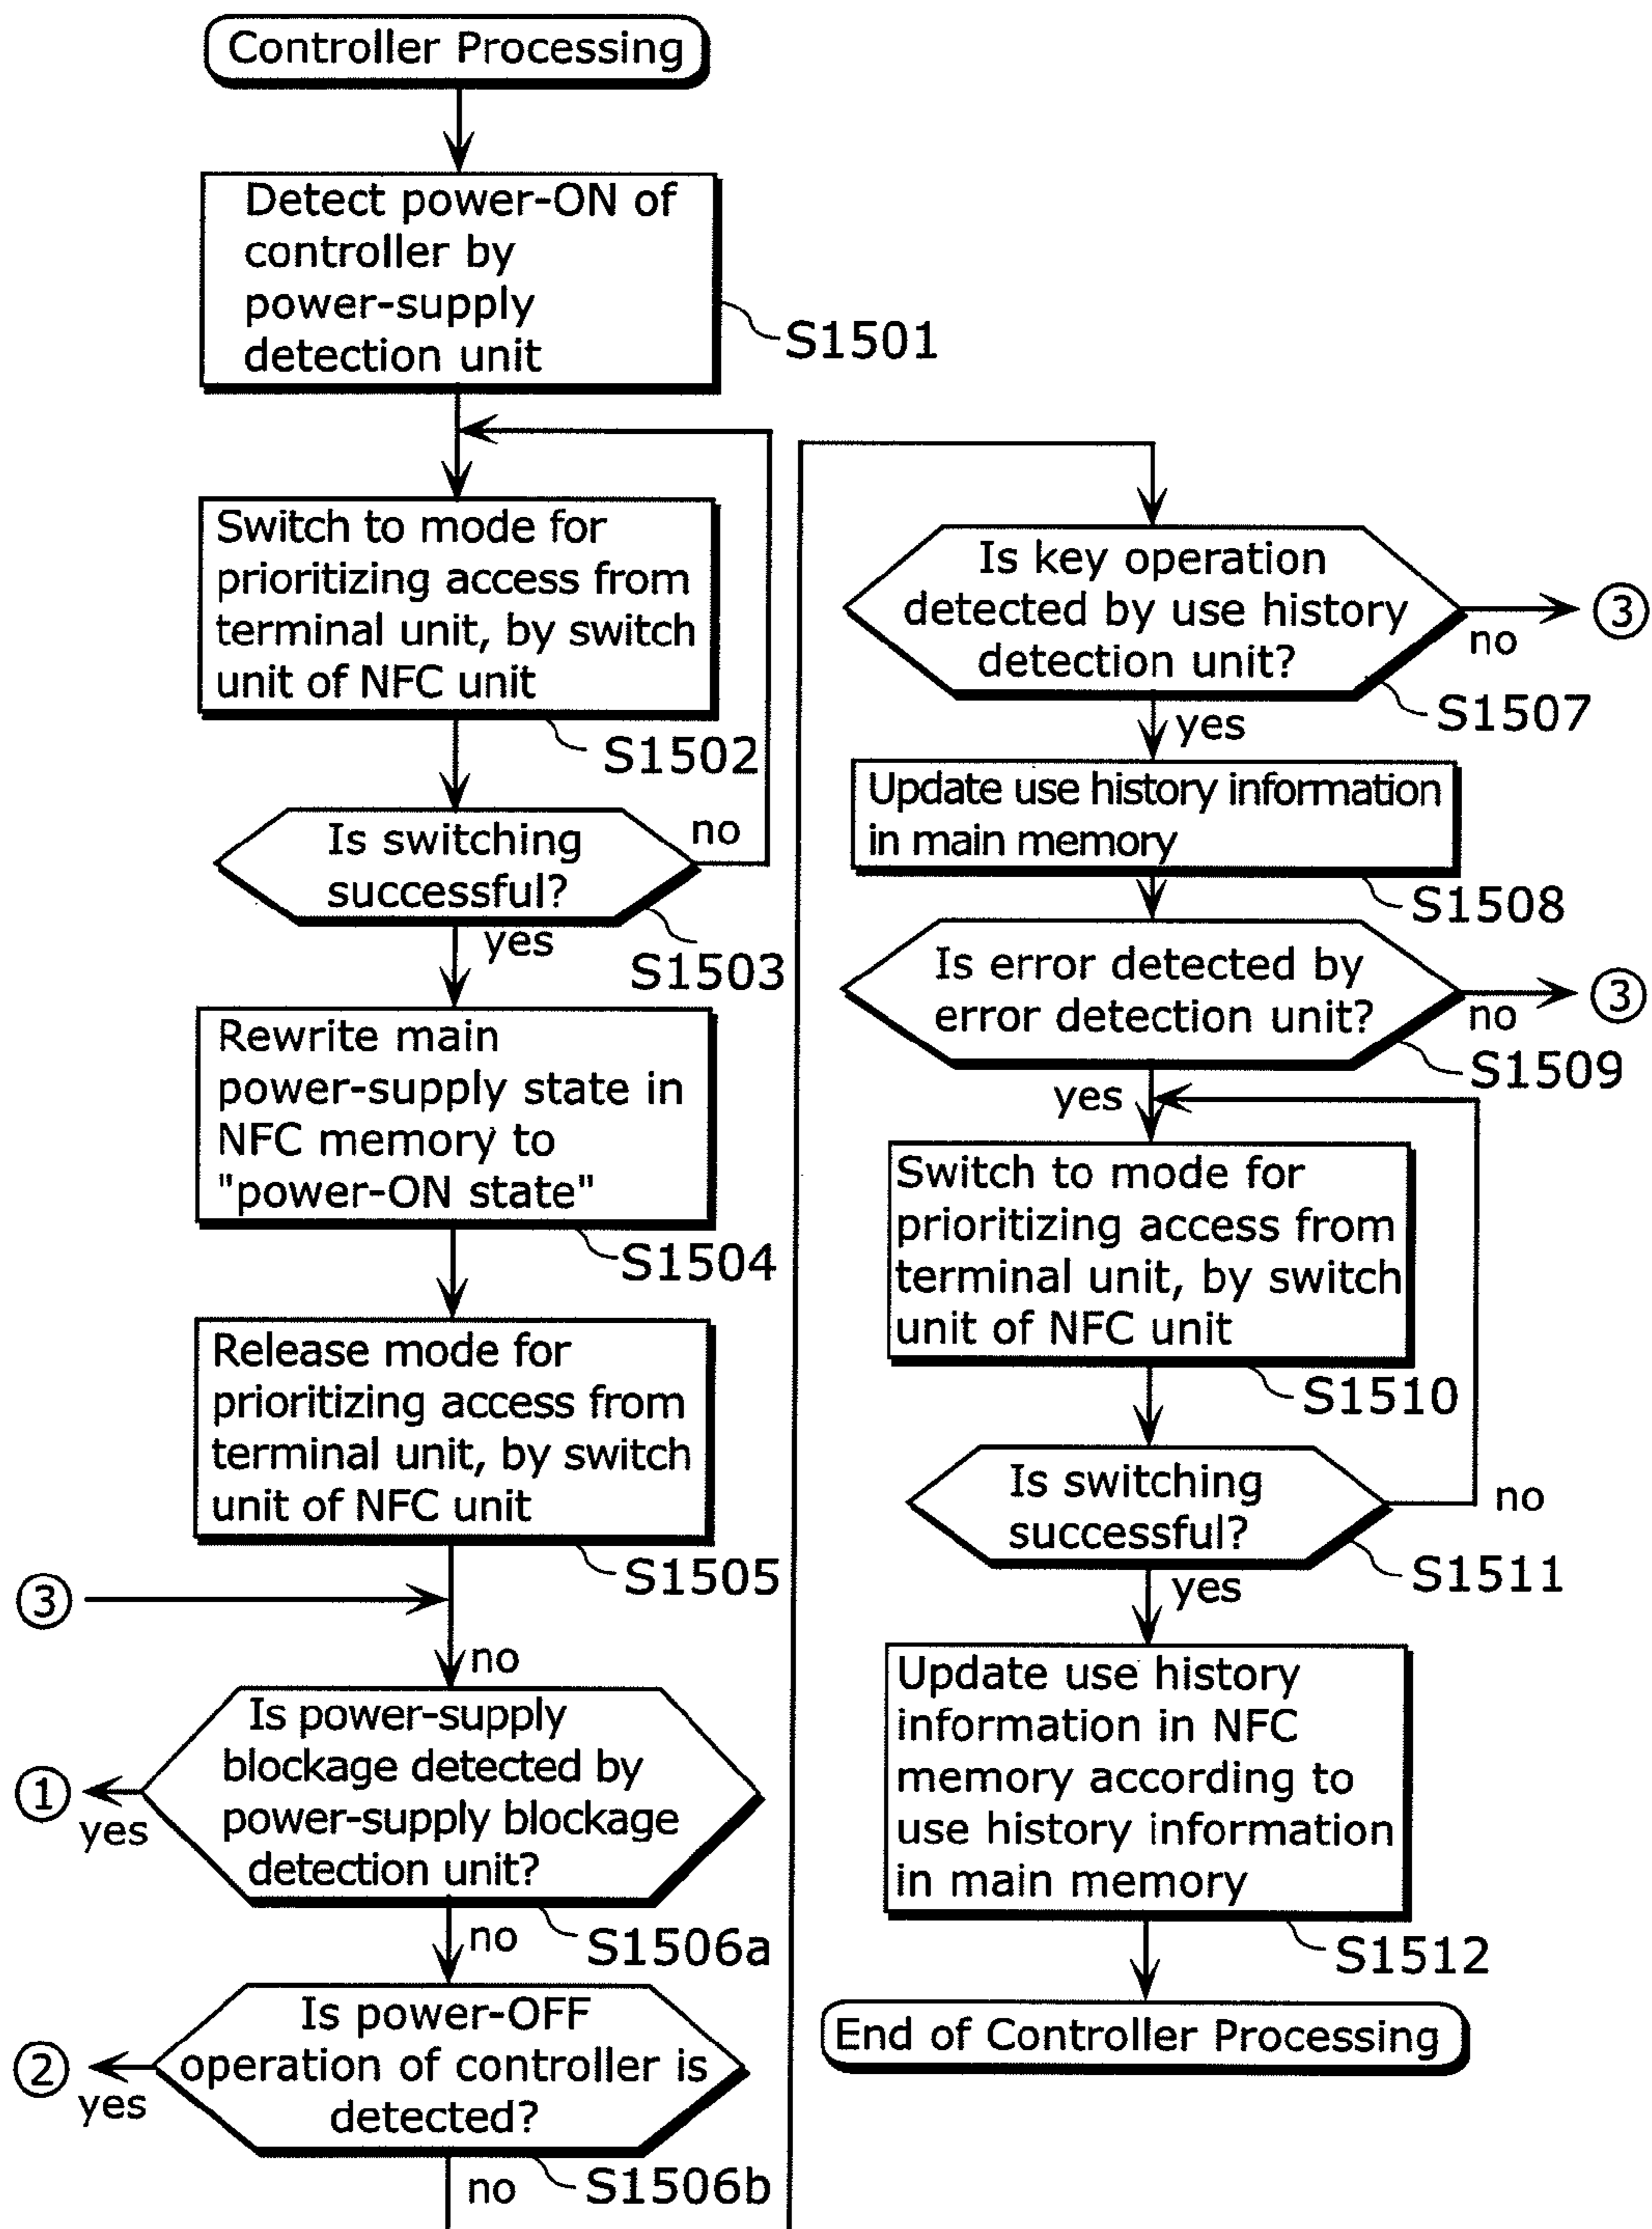 Controller Processing
Detect power-ON of
controller by
power-supply
detection unit
S1501
Switch to mode for
prioritizing access from
terminal unit, by switch
unit of NFC unit
S1502
Is switching
successful?
no
yes
S1503
Rewrite main
power-supply state in
NFC memory to
"power-ON state"
S1504
Release mode for
prioritizing access from
terminal unit, by switch
unit of NFC unit
S1505
③
no
Is power-supply
blockage detected by
power-supply blockage
detection unit?
①
yes
no
S1506a
Is power-OFF
operation of controller is
detected?
②
yes
no
S1506b
Is key operation
detected by use history
detection unit?
③
no
S1507
yes
Update use history information
in main memory
S1508
Is error detected by
error detection unit?
③
no
S1509
yes
Switch to mode for
prioritizing access from
terminal unit, by switch
unit of NFC unit
S1510
Is switching
successful?
no
S1511
yes
Update use history
information in NFC
memory according to
use history information
in main memory
S1512
End of Controller Processing